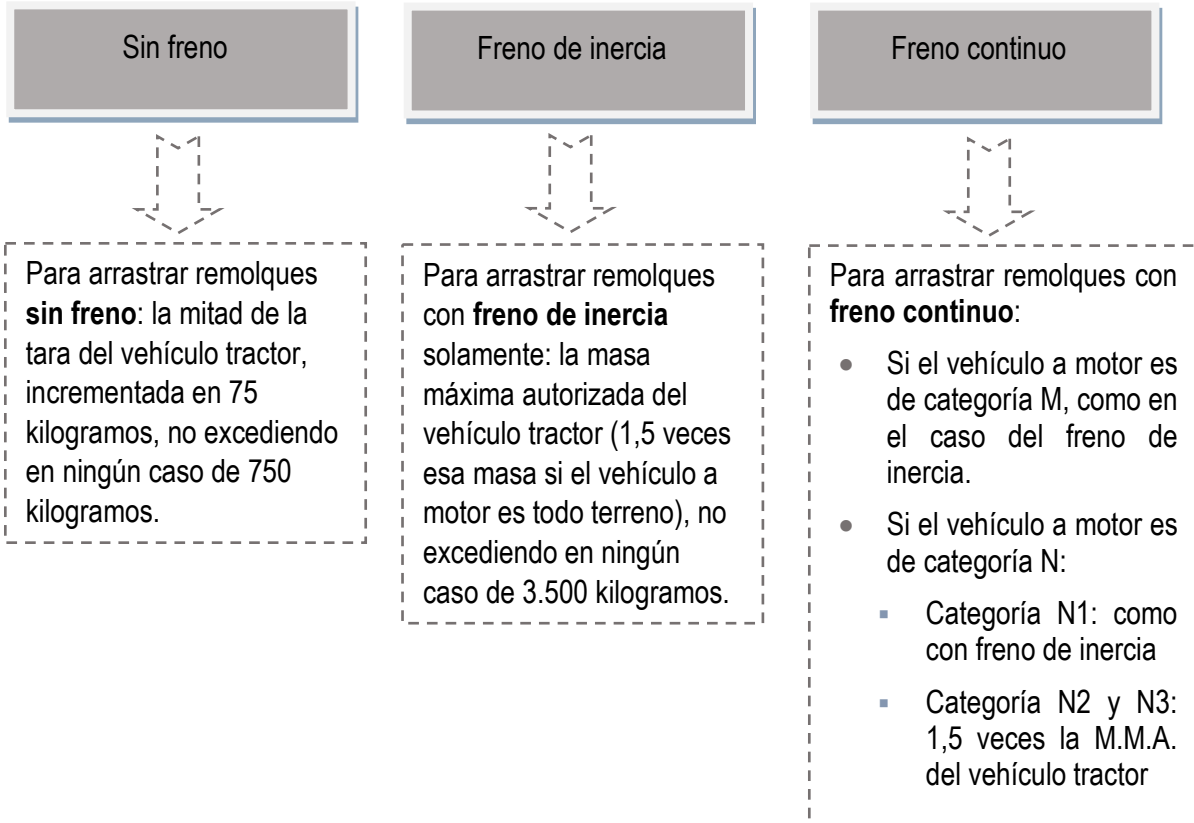 Sin freno
Para arrastrar remolques
sin freno: la mitad de la
tara del vehículo tractor,
incrementada en 75
kilogramos, no excediendo
en ningún caso de 750
kilogramos.
Freno de inercia
Para arrastrar remolques
con freno de inercia
solamente: la masa
máxima autorizada del
vehículo tractor (1,5 veces
esa masa si el vehículo a
motor es todo terreno), no
excediendo en ningún
caso de 3.500 kilogramos.
Freno continuo
Para arrastrar remolques con
freno continuo:
● Si el vehículo a motor es
de categoría M, como en
el caso del freno de
inercia.
● Si el vehículo a motor es
de categoría N:
▪ Categoría N1: como
con freno de inercia
▪ Categoría N2 y N3:
1,5 veces la M.M.A.
del vehículo tractor